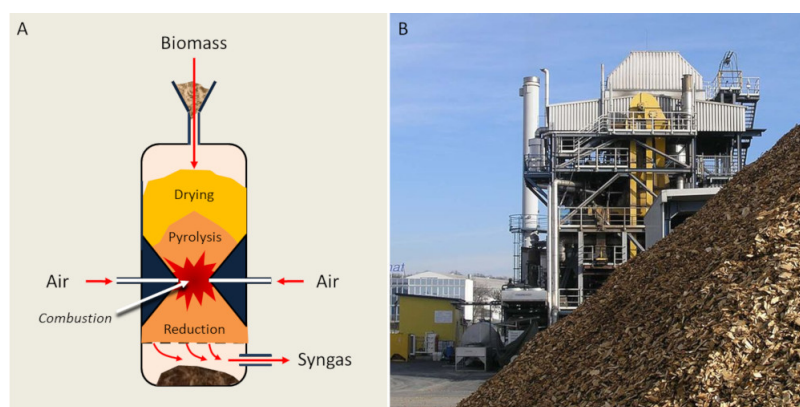 A
Biomass
Drying
Pyrolysis
Air
Air
Combustion
Reduction
Syngas
B